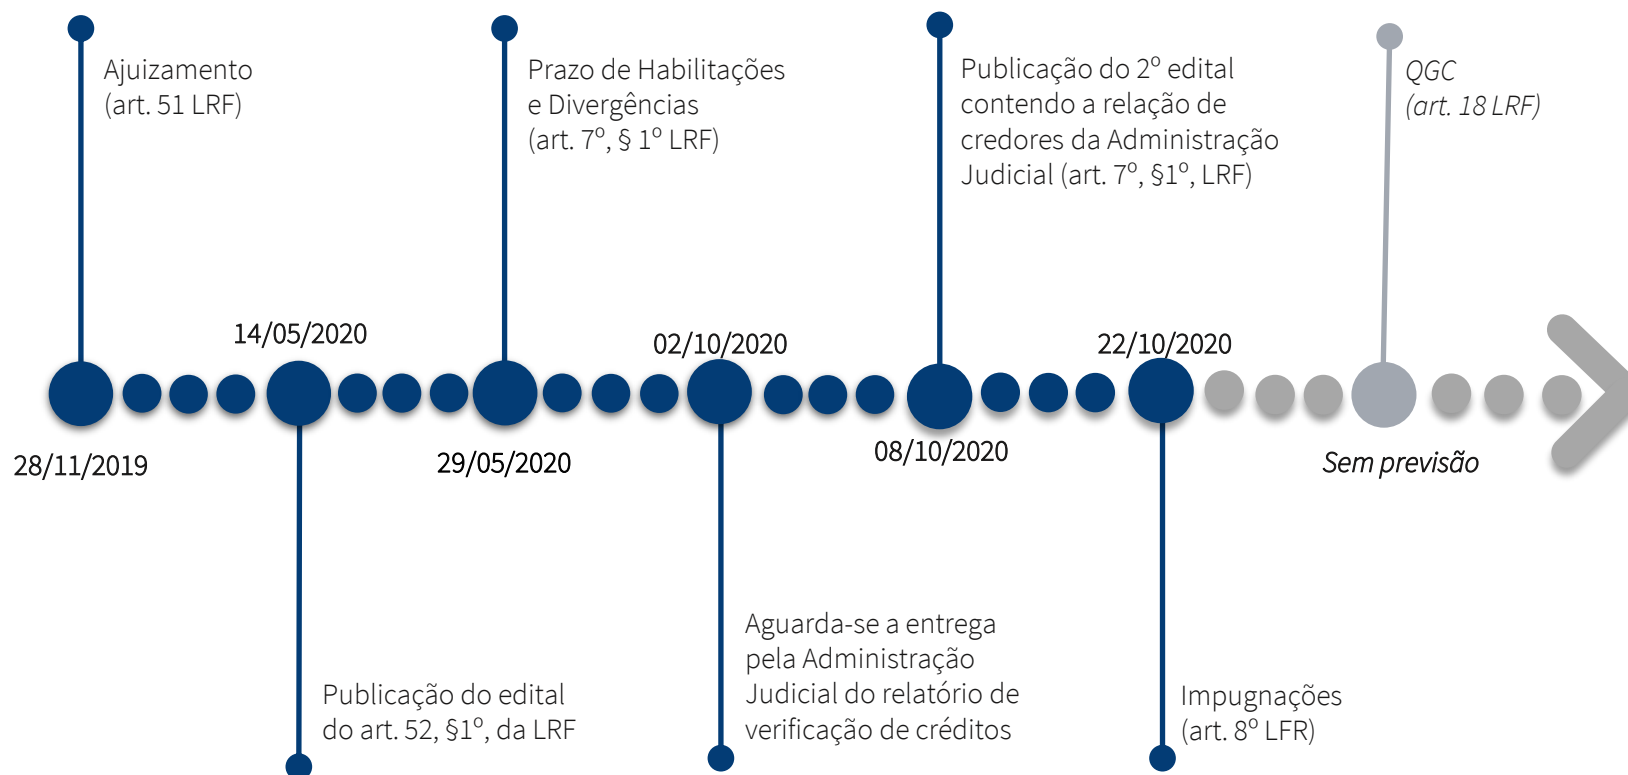 Ajuizamento
(art. 51 LRF)
Prazo de Habilitações
e Divergências
(art. 7º, § 1º LRF)
Publicação do 2º edital
contendo a relação de
credores da Administração
Judicial (art. 7º, §1º, LRF)
QGC
(art. 18 LRF)
14/05/2020
02/10/2020
22/10/2020
28/11/2019
29/05/2020
08/10/2020
Sem previsão
Publicação do edital
do art. 52, §1º, da LRF
Aguarda-se a entrega
pela Administração
Judicial do relatório de
verificação de créditos
Impugnações
(art. 8º LFR)